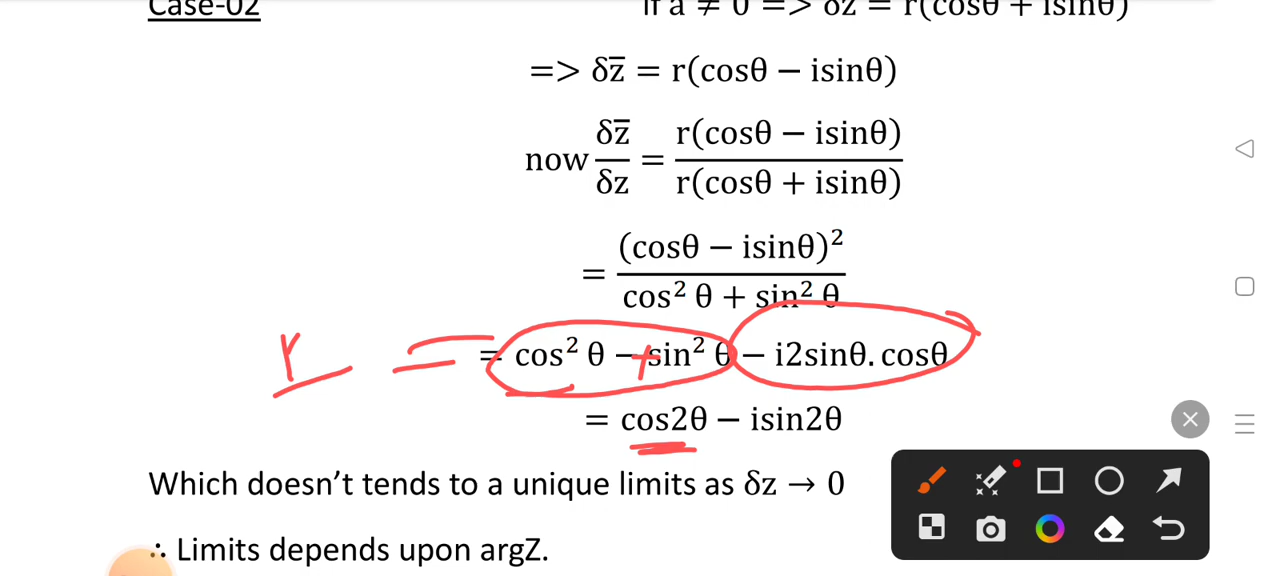 Case-02 if a ≠ 0 => δz = r(cosθ + isinθ)
=> δz̅ = r(cosθ − isinθ)
now δz̅/δz = r(cosθ − isinθ)/r(cosθ + isinθ)
= (cosθ − isinθ)²/cos² θ + sin² θ
r = = cos² θ − + sin² θ − i2sinθ. cosθ
= cos2θ − isin2θ
Which doesn’t tends to a unique limits as δz → 0
∴ Limits depends upon argZ.